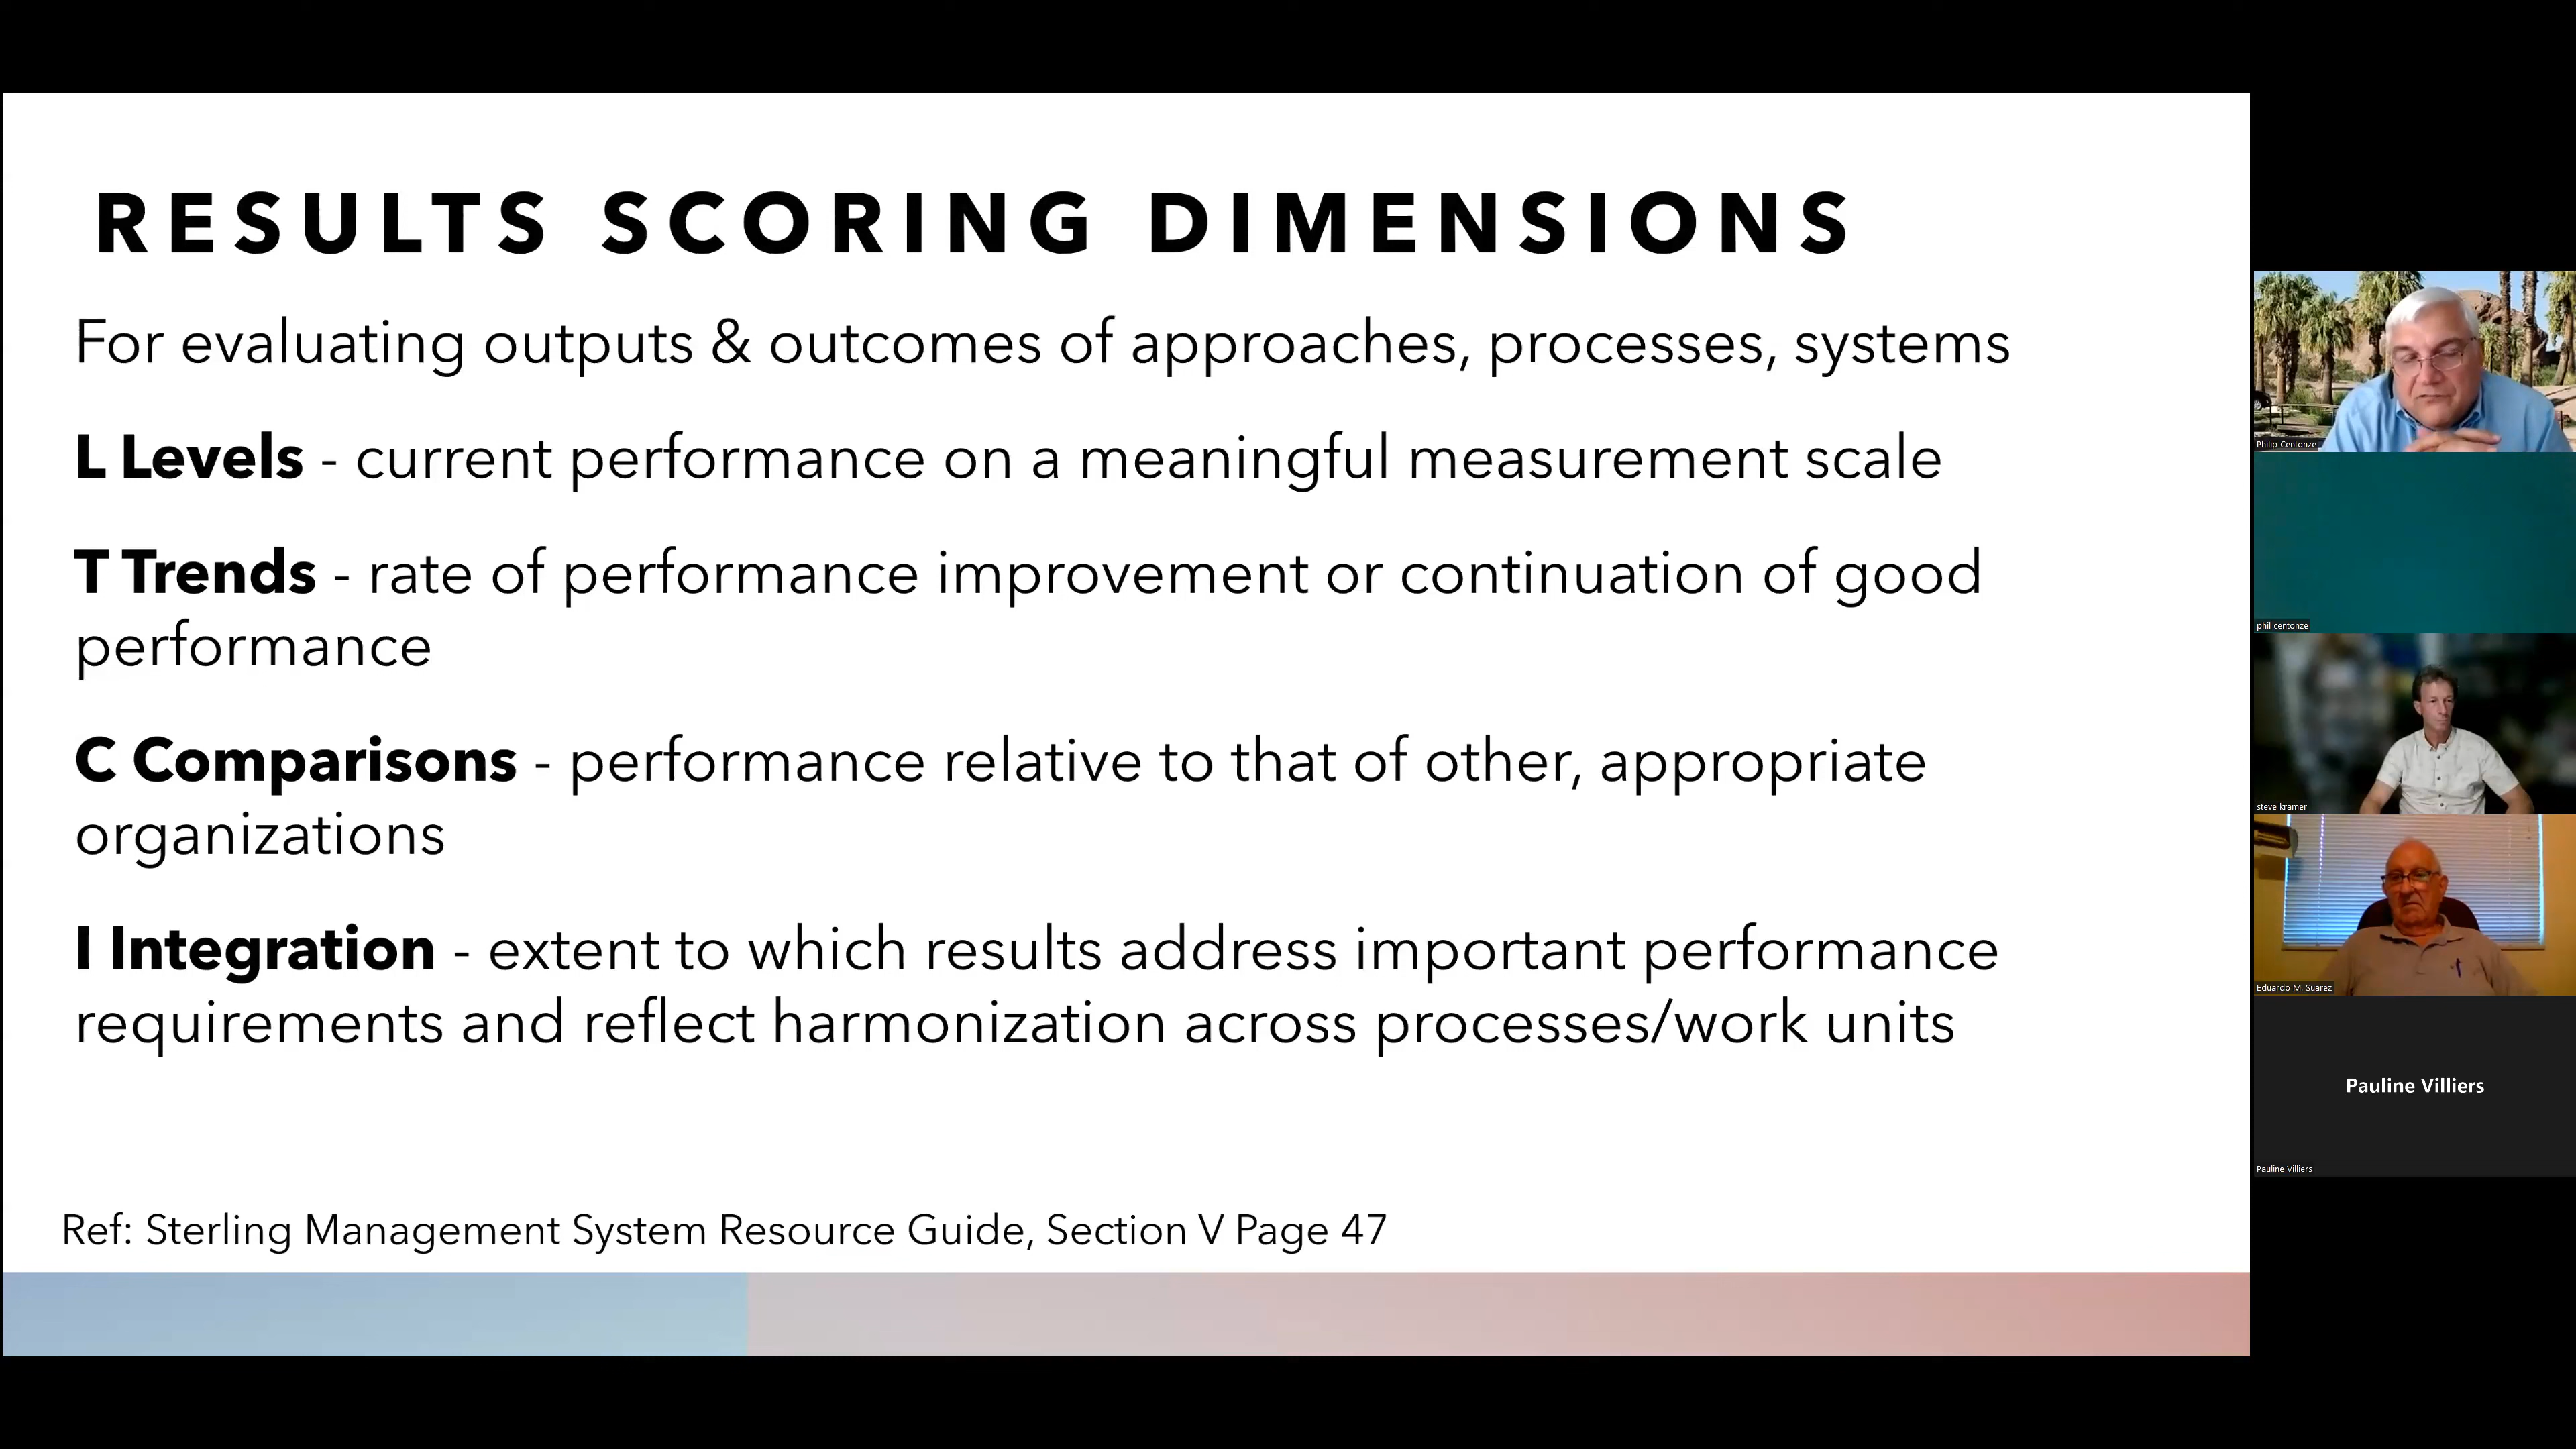 RESULTS SCORING DIMENSIONS
For evaluating outputs & outcomes of approaches, processes, systems
L Levels - current performance on a meaningful measurement scale
T Trends - rate of performance improvement or continuation of good
performance
C Comparisons - performance relative to that of other, appropriate
organizations
I Integration - extent to which results address important performance
requirements and reflect harmonization across processes/work units
Ref: Sterling Management System Resource Guide, Section V Page 47
Philip Centonze
phil centonze
steve kramer
Eduardo M. Suarez
Pauline Villiers
Pauline Villiers